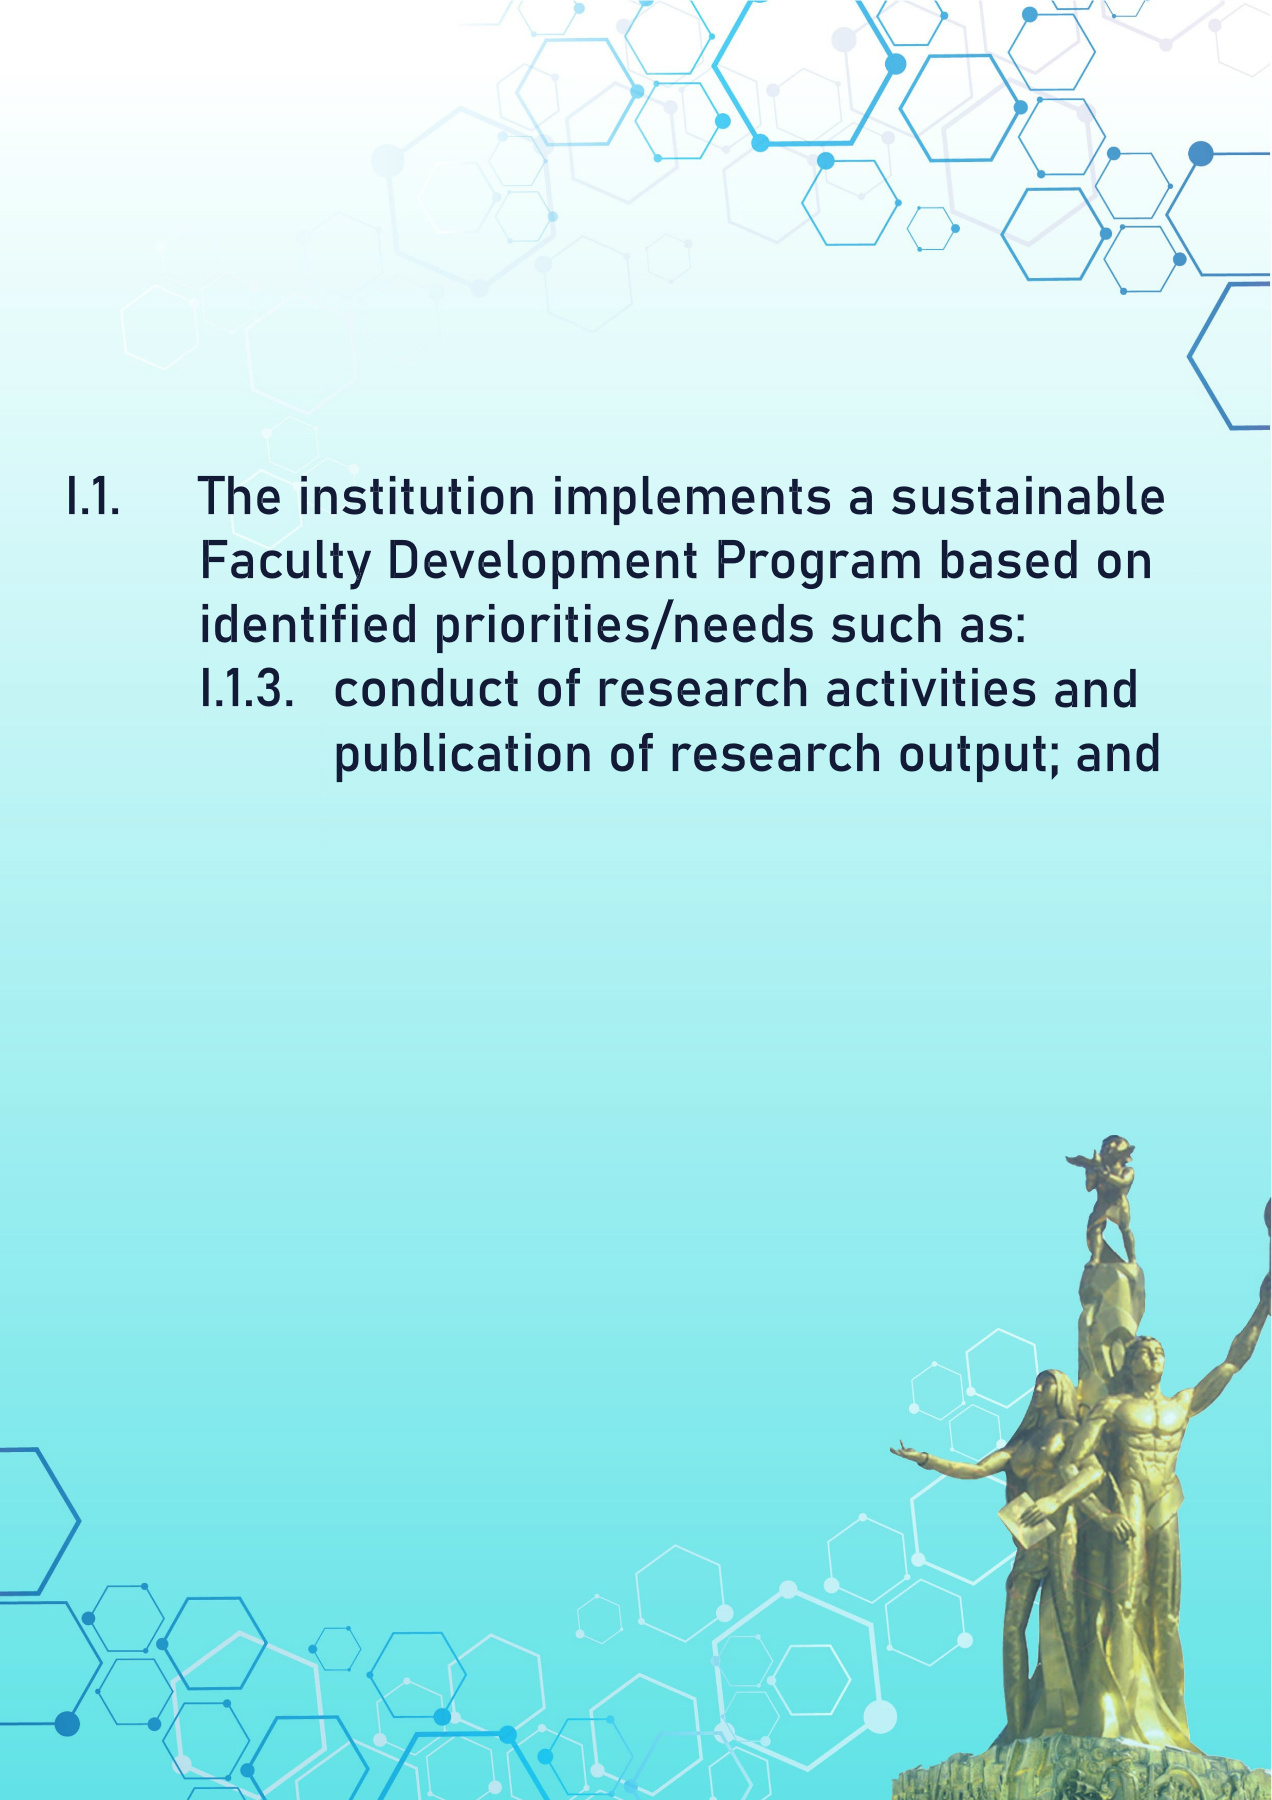 I.1. The institution implements a sustainable
Faculty Development Program based on
identified priorities/needs such as:
I.1.3. conduct of research activities and
publication of research output; and